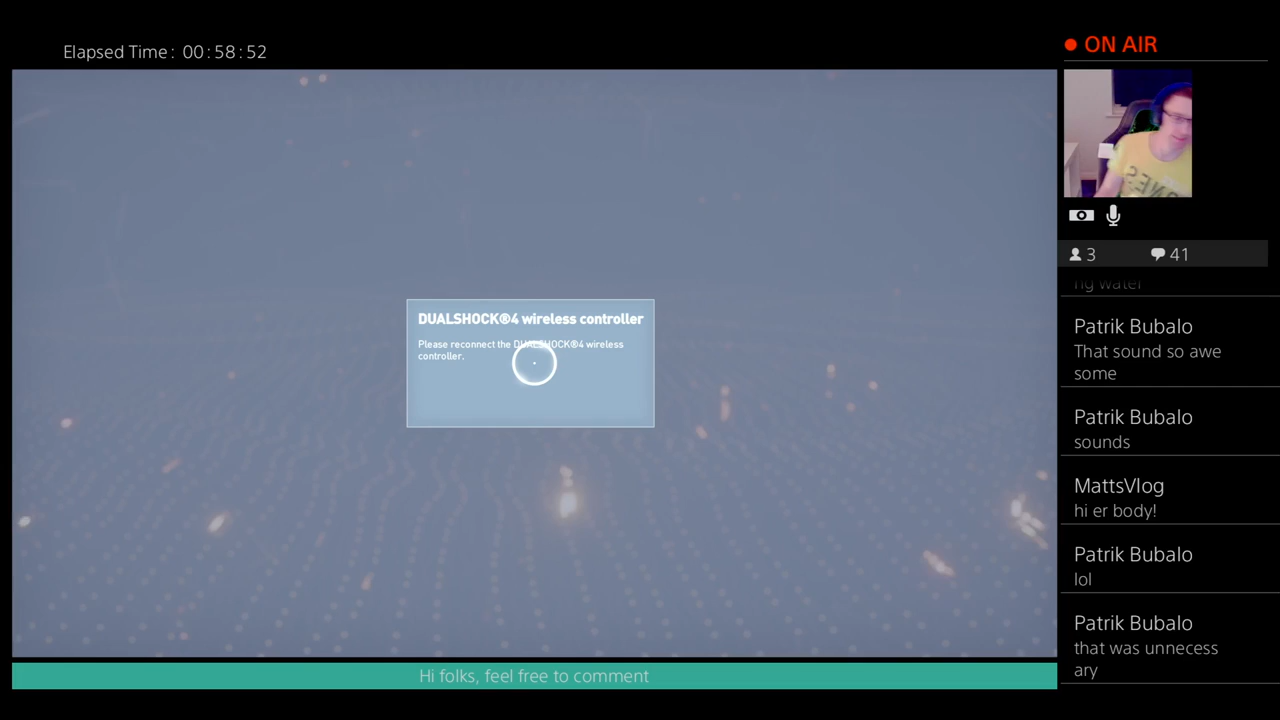 Elapsed Time: 00:58:52
ON AIR
3 41
ng water
DUALSHOCK®4 wireless controller
Please reconnect the DUALSHOCK®4 wireless
controller.
Patrik Bubalo
That sound so awe
some
Patrik Bubalo
sounds
MattsVlog
hi er body!
Patrik Bubalo
lol
Patrik Bubalo
that was unnecess
ary
Hi folks, feel free to comment